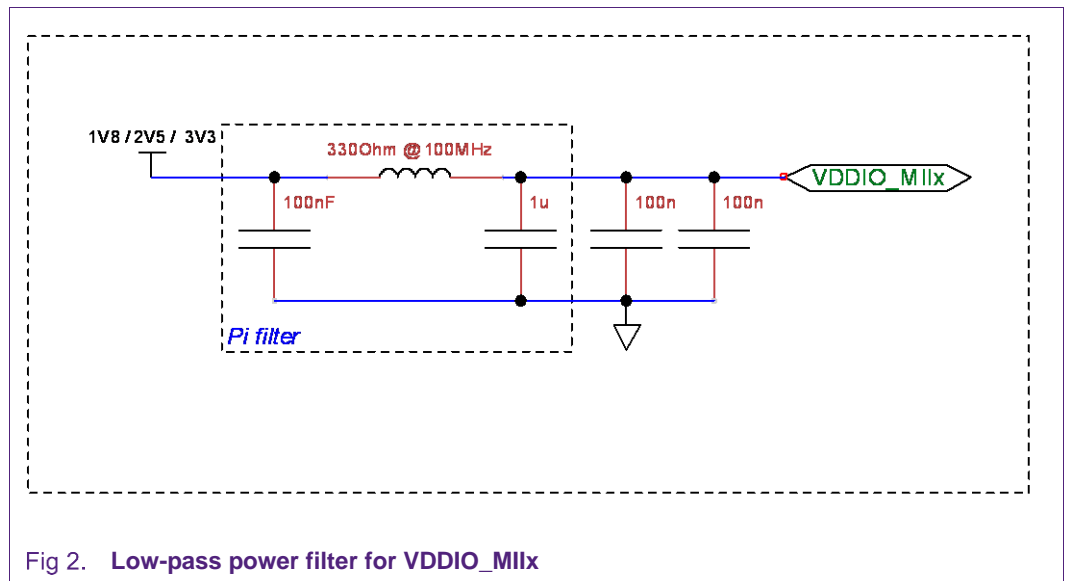 1V8 / 2V5 / 3V3
330Ohm @ 100MHz
VDDIO_MIIx
100nF
1u
100n
100n
Pi filter
Fig 2. Low-pass power filter for VDDIO_MIIx